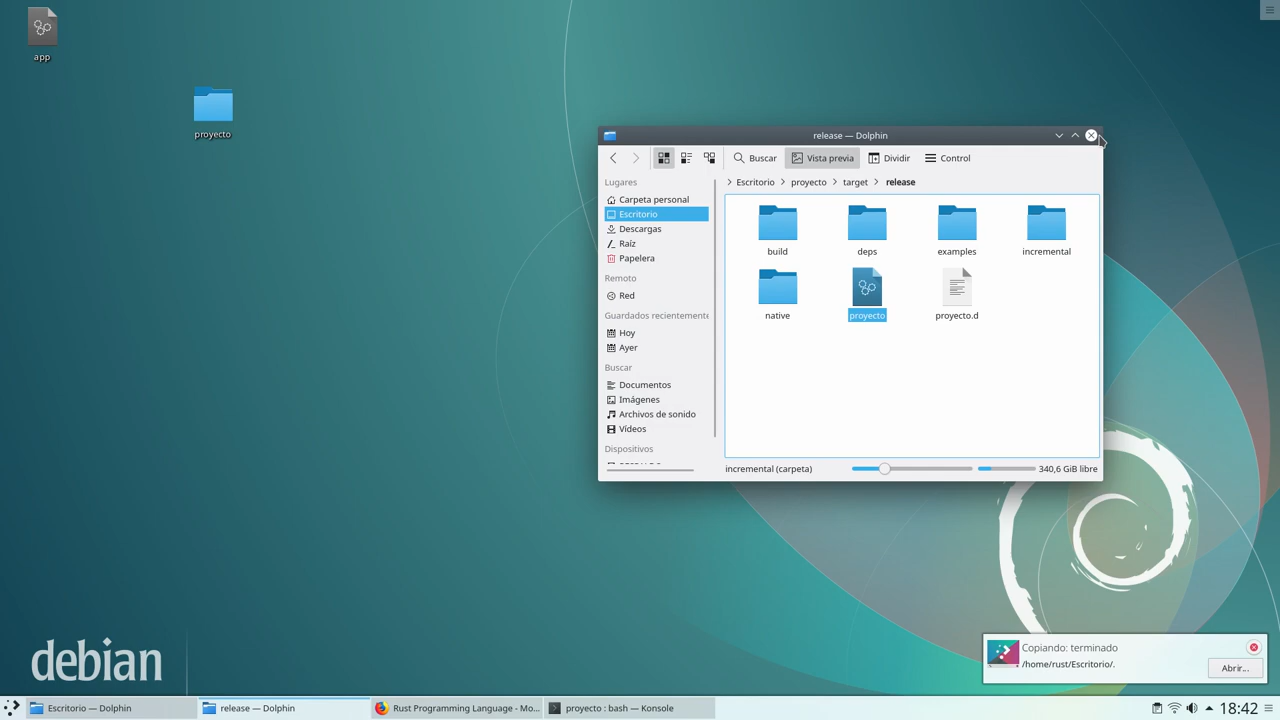 app
proyecto
release — Dolphin
Buscar
Vista previa
Dividir
Control
Escritorio
proyecto
target
release
Lugares
Carpeta personal
Escritorio
Descargas
Raíz
Papelera
Remoto
Red
Guardados recientemente
Hoy
Ayer
Buscar
Documentos
Imágenes
Archivos de sonido
Vídeos
Dispositivos
build
deps
examples
incremental
native
proyecto
proyecto.d
incremental (carpeta)
340,6 GiB libre
debian
Copiando: terminado
/home/rust/Escritorio/.
Abrir...
Escritorio — Dolphin
release — Dolphin
Rust Programming Language - Mo...
proyecto : bash — Konsole
18:42